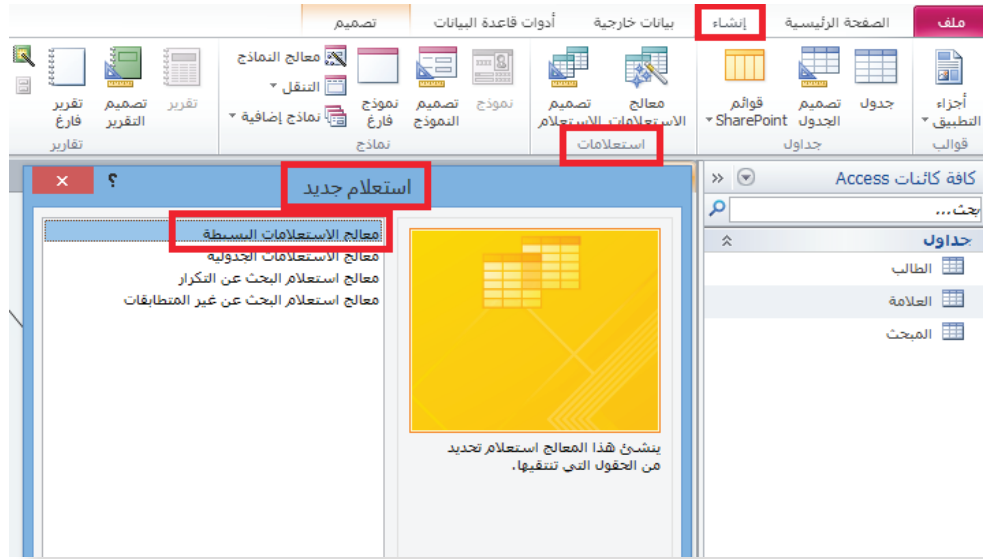 ملف
الصفحة الرئيسية
إنشاء
بيانات خارجية
أدوات قاعدة البيانات
تصميم
أجزاء
التطبيق
جدول
تصميم
الجدول
قوائم
SharePoint
معالج
الاستعلامات
تصميم
الاستعلام
نموذج
تصميم
النموذج
نموذج
فارغ
معالج النماذج
التنقل
نماذج إضافية
تقرير
تصميم
التقرير
تقرير
فارغ
قوالب
جداول
استعلامات
نماذج
تقارير
كافة كائنات Access
بحث...
جداول
الطالب
العلامة
المبحث
استعلام جديد
؟
معالج الاستعلامات البسيطة
معالج الاستعلامات الجدولية
معالج استعلام البحث عن التكرار
معالج استعلام البحث عن غير المتطابقات
ينشئ هذا المعالج استعلام تحديد
من الحقول التي تنتقيها.